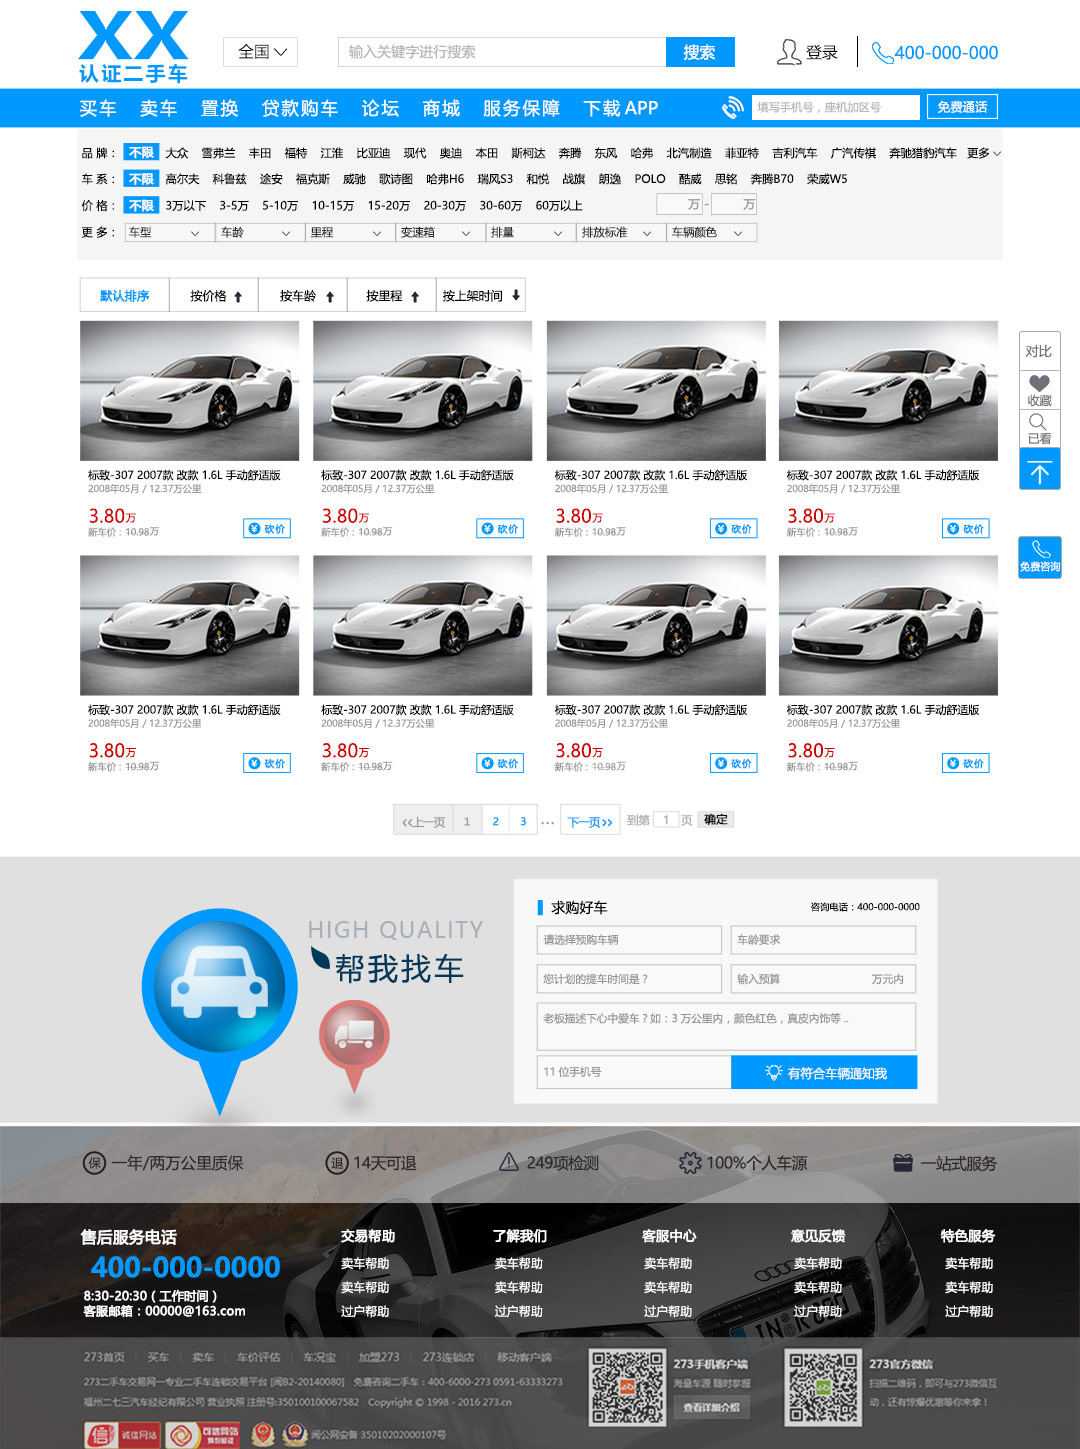 XX
认证二手车
全国
输入关键字进行搜索
搜索
登录
400-000-000
买车 卖车 置换 贷款购车 论坛 商城 服务保障 下载 APP
填写手机号，座机加区号
免费通话
品 牌： 不限 大众 雪弗兰 丰田 福特 江淮 比亚迪 现代 奥迪 本田 斯柯达 奔腾 东风 哈弗 北汽制造 菲亚特 吉利汽车 广汽传祺 奔驰猎豹汽车 更多
车 系： 不限 高尔夫 科鲁兹 途安 福克斯 威驰 歌诗图 哈弗H6 瑞风S3 和悦 战旗 朗逸 POLO 酷威 思铭 奔腾B70 荣威W5
价 格： 不限 3万以下 3-5万 5-10万 10-15万 15-20万 20-30万 30-60万 60万以上 万 - 万
更 多： 车型 车龄 里程 变速箱 排量 排放标准 车辆颜色
默认排序 按价格 按车龄 按里程 按上架时间
对比
收藏
已看
标致-307 2007款 改款 1.6L 手动舒适版 标致-307 2007款 改款 1.6L 手动舒适版 标致-307 2007款 改款 1.6L 手动舒适版 标致-307 2007款 改款 1.6L 手动舒适版
2008年05月 / 12.37万公里 2008年05月 / 12.37万公里 2008年05月 / 12.37万公里 2008年05月 / 12.37万公里
3.80万 3.80万 3.80万 3.80万
新车价：10.98万 ¥ 砍价 新车价：10.98万 ¥ 砍价 新车价：10.98万 ¥ 砍价 新车价：10.98万 ¥ 砍价
免费咨询
标致-307 2007款 改款 1.6L 手动舒适版 标致-307 2007款 改款 1.6L 手动舒适版 标致-307 2007款 改款 1.6L 手动舒适版 标致-307 2007款 改款 1.6L 手动舒适版
2008年05月 / 12.37万公里 2008年05月 / 12.37万公里 2008年05月 / 12.37万公里 2008年05月 / 12.37万公里
3.80万 3.80万 3.80万 3.80万
新车价：10.98万 ¥ 砍价 新车价：10.98万 ¥ 砍价 新车价：10.98万 ¥ 砍价 新车价：10.98万 ¥ 砍价
<<上一页 1 2 3 ... 下一页>> 到第 1 页 确定
HIGH QUALITY
帮我找车
求购好车
咨询电话：400-000-0000
请选择预购车辆 车龄要求
您计划的提车时间是？ 输入预算 万元内
老板描述下心中爱车？如：3 万公里内，颜色红色，真皮内饰等 ..
11 位手机号
有符合车辆通知我
保 一年/两万公里质保 退 14天可退 249项检测 100%个人车源 一站式服务
售后服务电话
400-000-0000
8:30-20:30（工作时间）
客服邮箱：00000@163.com
交易帮助 了解我们 客服中心 意见反馈 特色服务
卖车帮助 卖车帮助 卖车帮助 卖车帮助 卖车帮助
卖车帮助 卖车帮助 卖车帮助 卖车帮助 卖车帮助
过户帮助 过户帮助 过户帮助 过户帮助 过户帮助
273首页 买车 卖车 车价评估 车况宝 加盟273 273连锁店 移动客户端
273二手车交易网—专业二手车连锁交易平台 [闽B2-20140080] 免费咨询二手车：400-6000-273 0591-63333273
福州二七三汽车经纪有限公司 营业执照 注册号:350100100067582 Copyright © 1998 - 2016 273.cn
信 诚信网站
可信网站
身份验证
闽公网安备 35010202000107号
273手机客户端
海量车源 随时掌握
查看详细介绍
273官方微信
扫描二维码，即可与273微信互
动，还有惊爆优惠等你来拿！